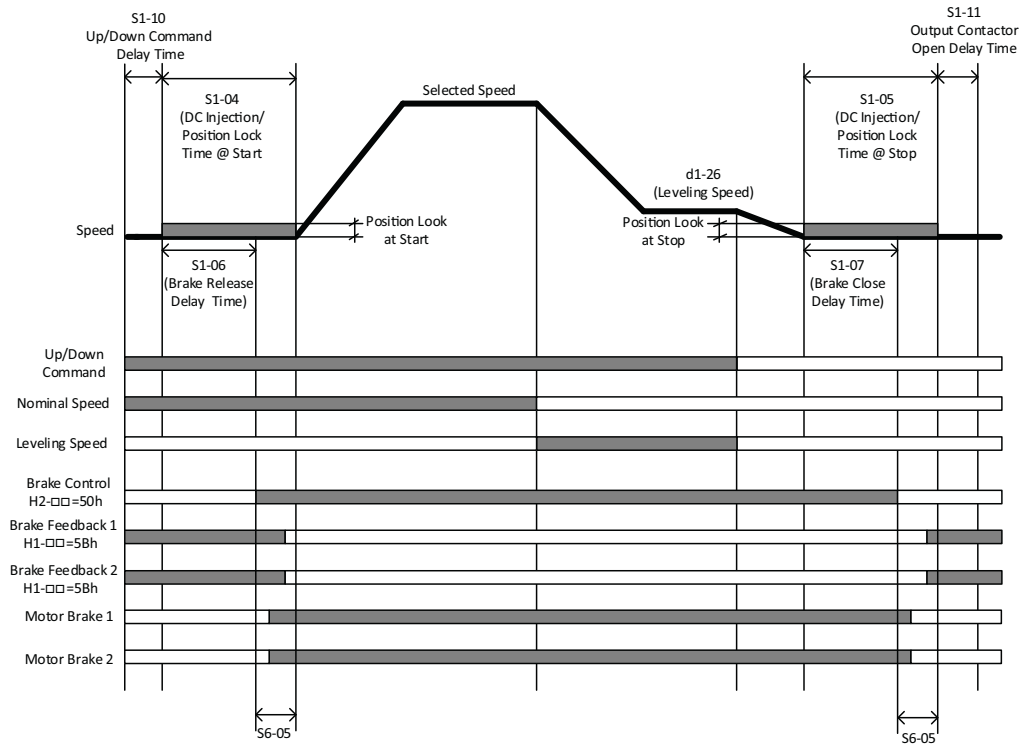 S1-10
Up/Down Command
Delay Time
S1-11
Output Contactor
Open Delay Time
S1-04
(DC Injection/
Position Lock
Time @ Start
Selected Speed
S1-05
(DC Injection/
Position Lock
Time @ Stop
d1-26
(Leveling Speed)
Speed
Position Look
at Start
Position Look
at Stop
S1-06
(Brake Release
Delay Time)
S1-07
(Brake Close
Delay Time)
Up/Down
Command
Nominal Speed
Leveling Speed
Brake Control
H2-□□=50h
Brake Feedback 1
H1-□□=5Bh
Brake Feedback 2
H1-□□=5Bh
Motor Brake 1
Motor Brake 2
S6-05
S6-05